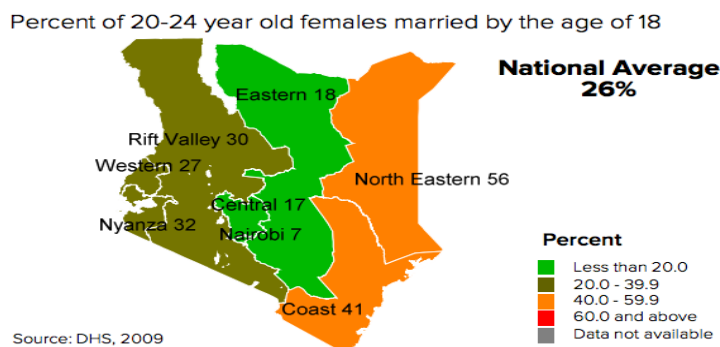 Percent of 20-24 year old females married by the age of 18
National Average
26%
Eastern 18
Rift Valley 30
Western 27
North Eastern 56
Central 17
Nyanza 32
Nairobi 7
Coast 41
Percent
Less than 20.0
20.0 - 39.9
40.0 - 59.9
60.0 and above
Data not available
Source: DHS, 2009